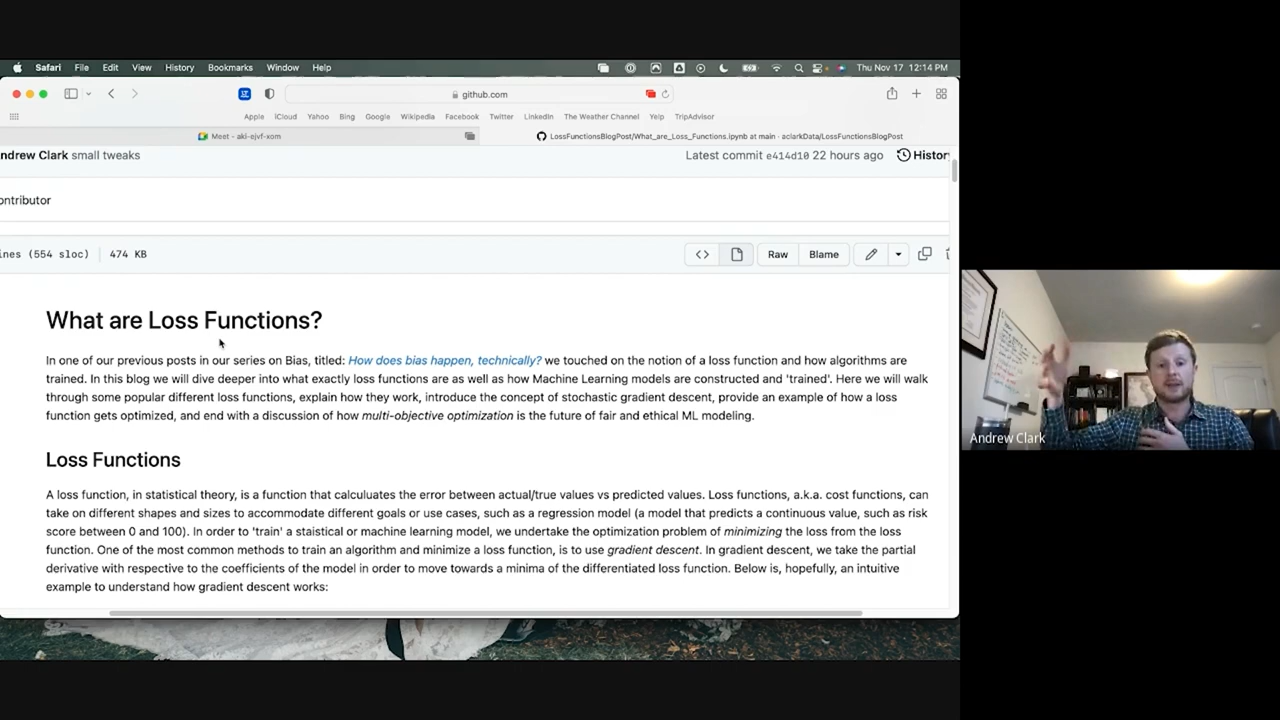 Safari File Edit View History Bookmarks Window Help Thu Nov 17 12:14 PM
github.com
Apple iCloud Yahoo Bing Google Wikipedia Facebook Twitter LinkedIn The Weather Channel Yelp TripAdvisor
Meet - aki-ejvf-xom LossFunctionsBlogPost/What_are_Loss_Functions.ipynb at main · aclarkData/LossFunctionsBlogPost
ndrew Clark small tweaks Latest commit e414d10 22 hours ago Histor
ontributor
ines (554 sloc) 474 KB <> Raw Blame
What are Loss Functions?
In one of our previous posts in our series on Bias, titled: How does bias happen, technically? we touched on the notion of a loss function and how algorithms are
trained. In this blog we will dive deeper into what exactly loss functions are as well as how Machine Learning models are constructed and 'trained'. Here we will walk
through some popular different loss functions, explain how they work, introduce the concept of stochastic gradient descent, provide an example of how a loss
function gets optimized, and end with a discussion of how multi-objective optimization is the future of fair and ethical ML modeling.
Loss Functions
A loss function, in statistical theory, is a function that calculuates the error between actual/true values vs predicted values. Loss functions, a.k.a. cost functions, can
take on different shapes and sizes to accommodate different goals or use cases, such as a regression model (a model that predicts a continuous value, such as risk
score between 0 and 100). In order to 'train' a staistical or machine learning model, we undertake the optimization problem of minimizing the loss from the loss
function. One of the most common methods to train an algorithm and minimize a loss function, is to use gradient descent. In gradient descent, we take the partial
derivative with respective to the coefficients of the model in order to move towards a minima of the differentiated loss function. Below is, hopefully, an intuitive
example to understand how gradient descent works:
Andrew Clark